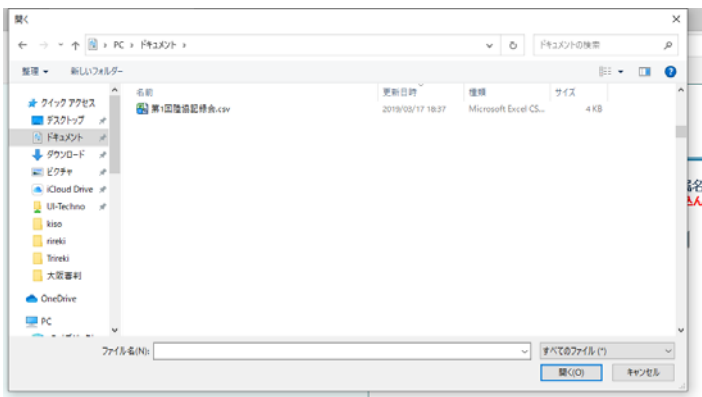 開く
PC › ドキュメント ›
ドキュメントの検索
整理
新しいフォルダー
名前 更新日時 種類 サイズ
第1回陸協記録会.csv 2019/03/17 18:37 Microsoft Excel CS... 4 KB
クイック アクセス
デスクトップ
ドキュメント
ダウンロード
ピクチャ
iCloud Drive
UI-Techno
kiso
rireki
Trireki
大阪審判
OneDrive
PC
ファイル名(N):
すべてのファイル (*)
開く(O) キャンセル